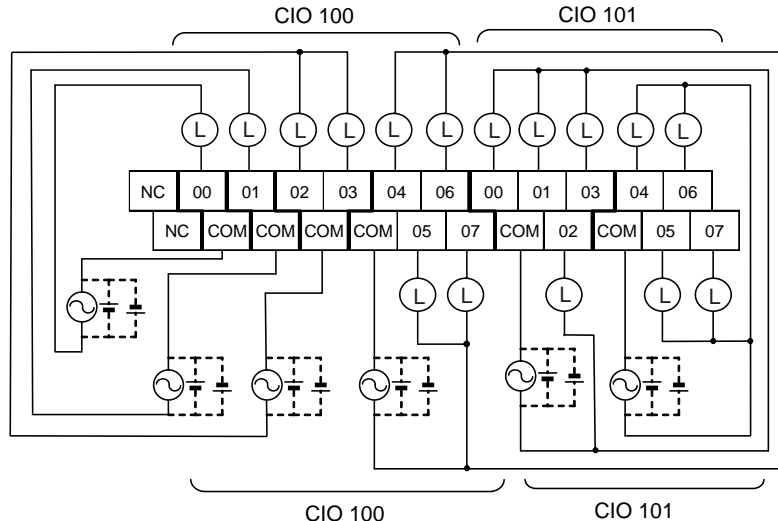 CIO 100 CIO 101
L L L L L L L L L L L
NC 00 01 02 03 04 06 00 01 03 04 06
NC COM COM COM COM 05 07 COM 02 COM 05 07
L L L L L
CIO 100 CIO 101